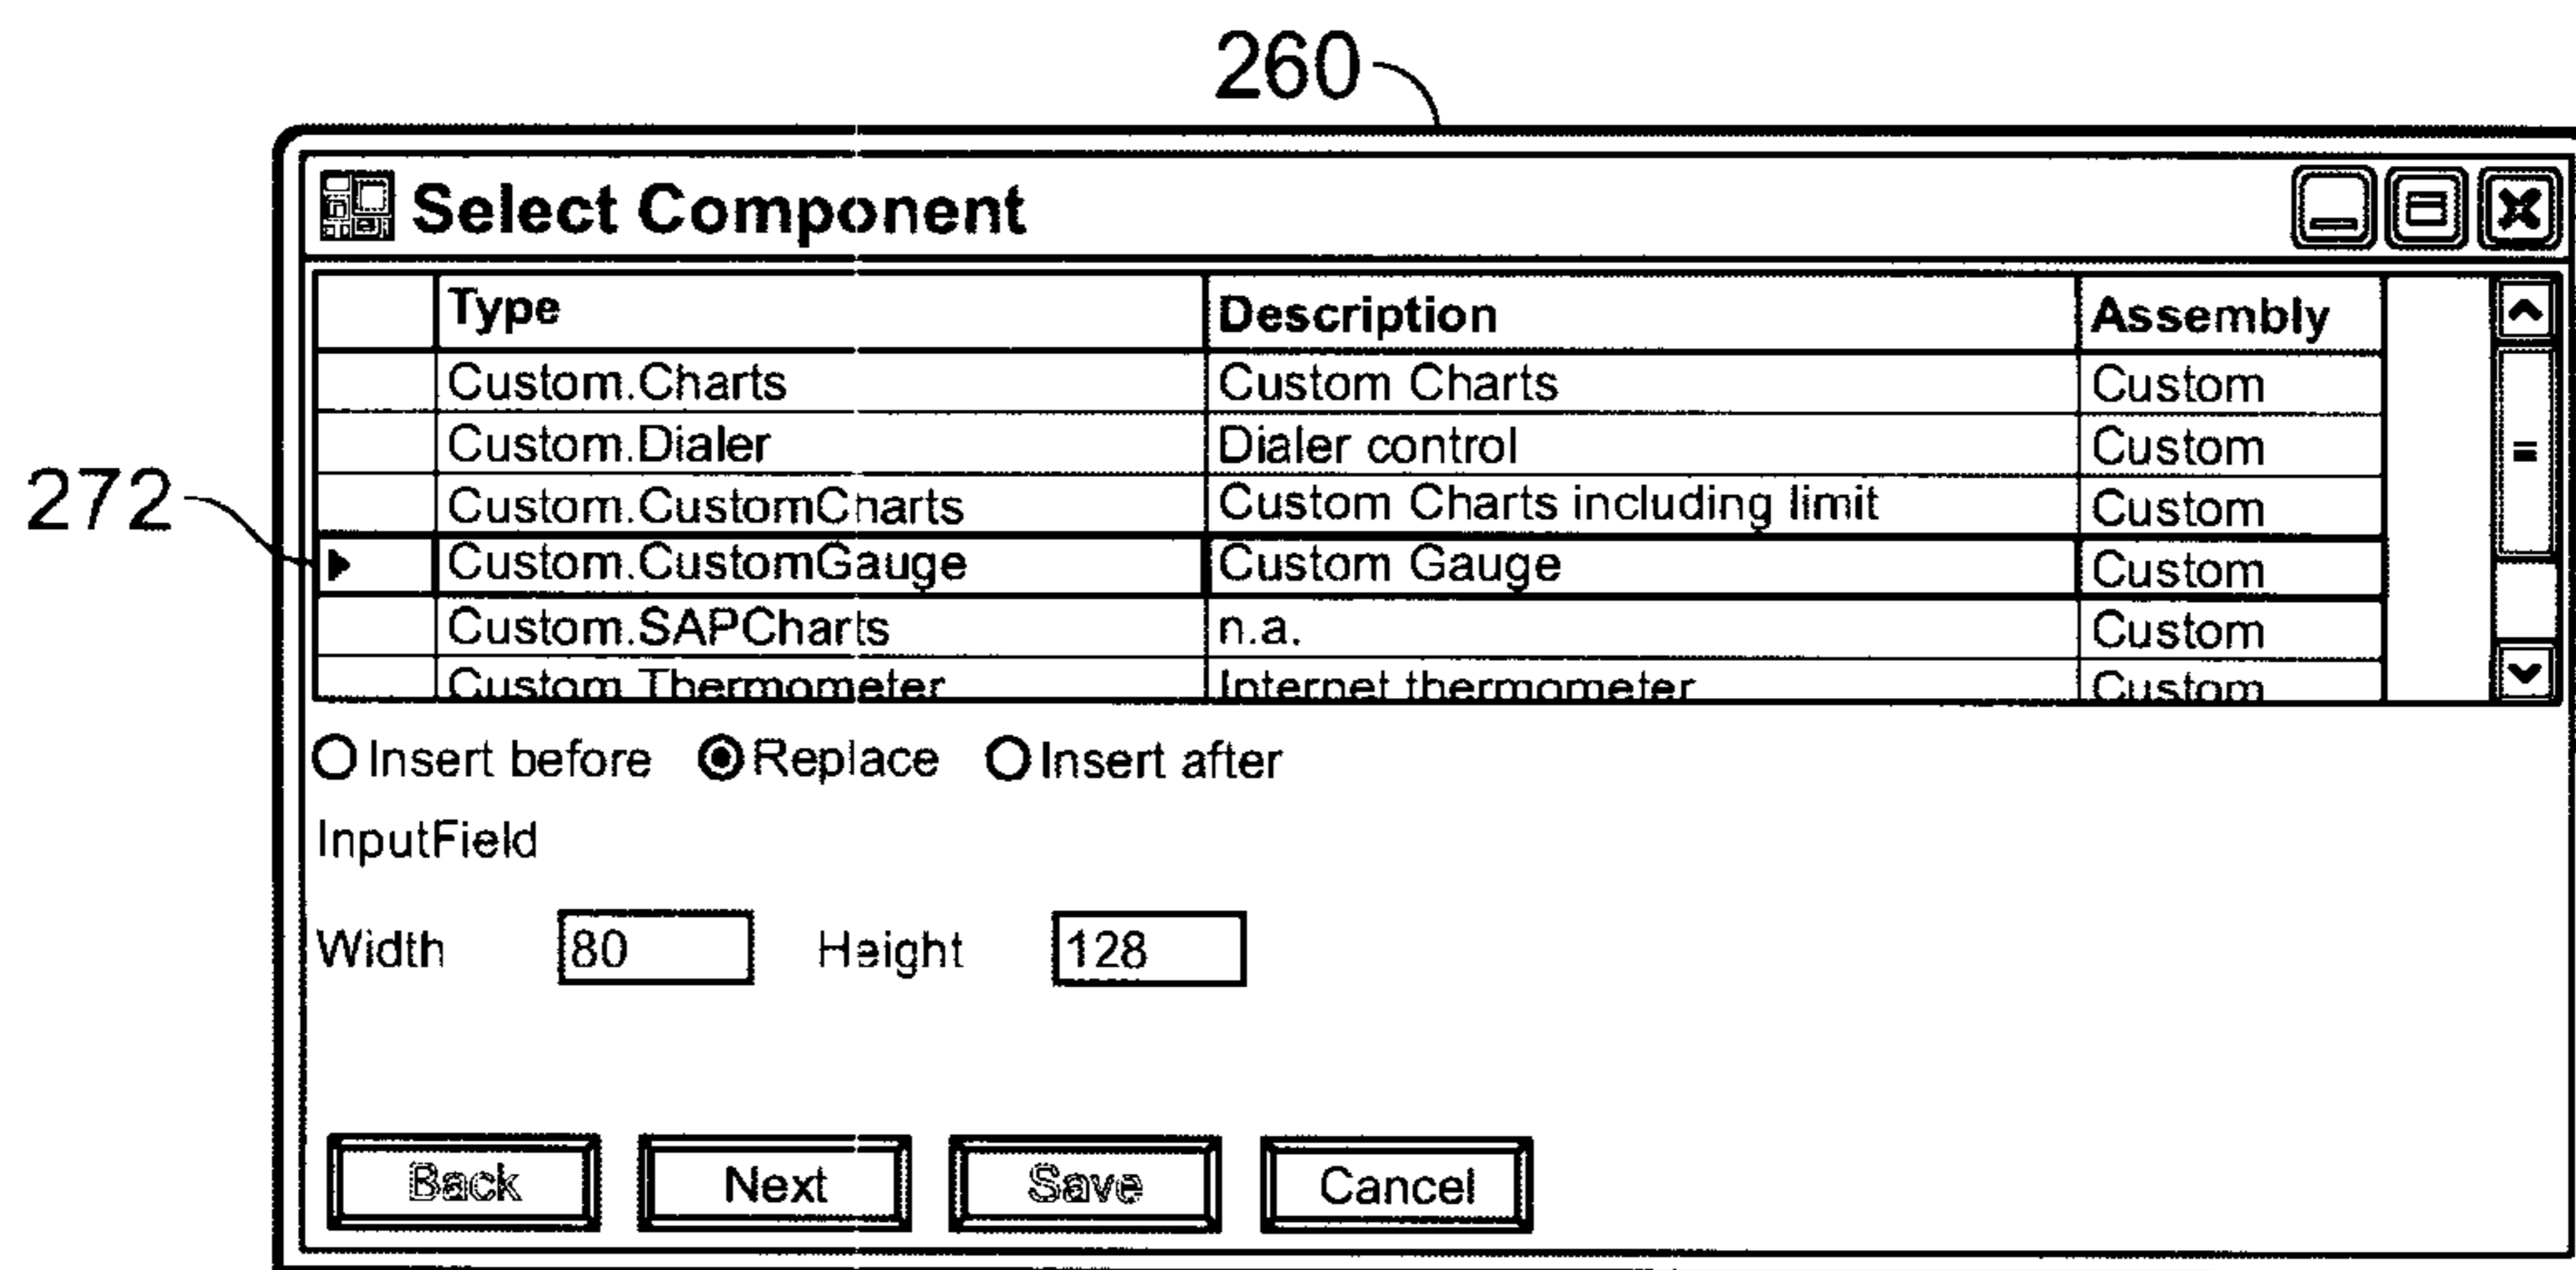 260
Select Component
Type Description Assembly
Custom.Charts Custom Charts Custom
Custom.Dialer Dialer control Custom
272
Custom.CustomCharts Custom Charts including limit Custom
Custom.CustomGauge Custom Gauge Custom
Custom.SAPCharts n.a. Custom
Custom.Thermometer Internet thermometer Custom
Insert before Replace Insert after
InputField
Width 80 Height 128
Back Next Save Cancel